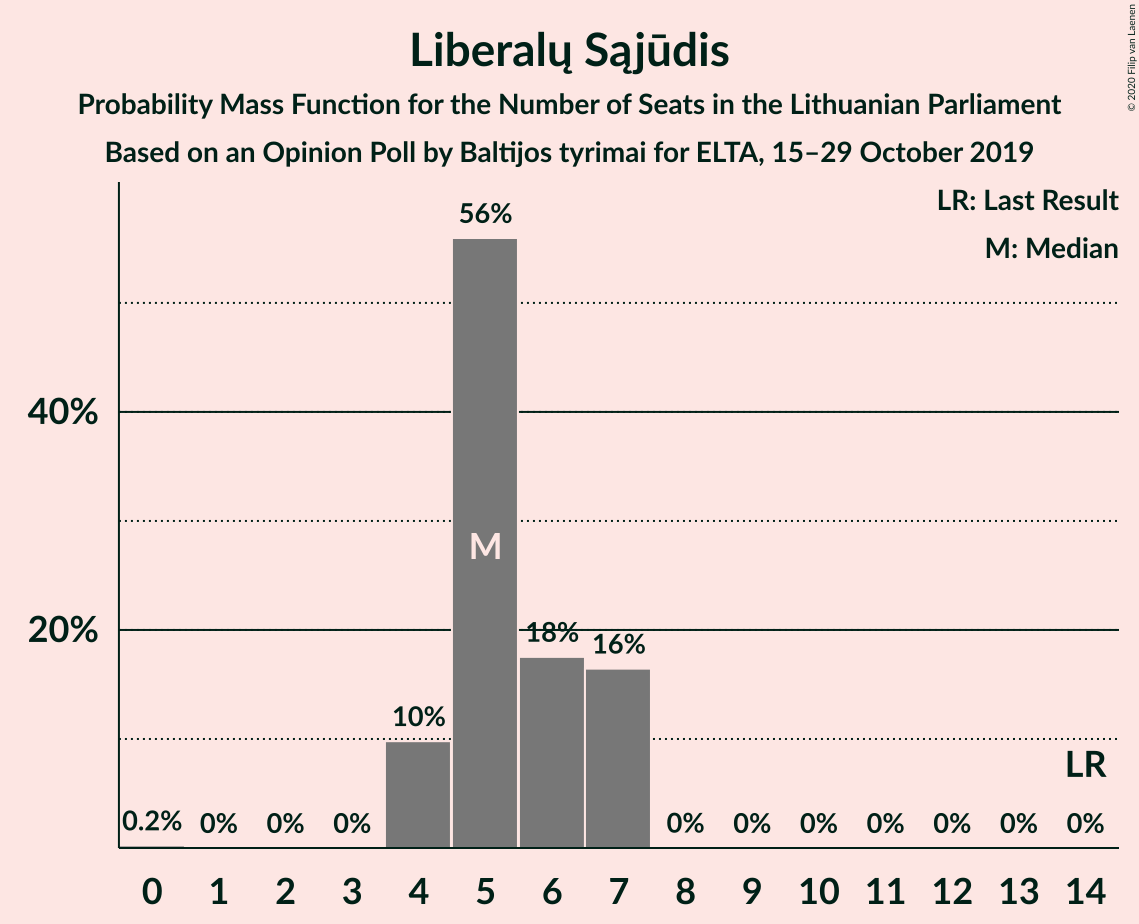 Liberalų Sąjūdis
Probability Mass Function for the Number of Seats in the Lithuanian Parliament
Based on an Opinion Poll by Baltijos tyrimai for ELTA, 15–29 October 2019
© 2020 Filip van Laenen
LR: Last Result
M: Median
56%
40%
M
20%
18%
16%
10%
LR
0.2%
0%
0%
0%
0%
0%
0%
0%
0%
0%
0%
0 1 2 3 4 5 6 7 8 9 10 11 12 13 14